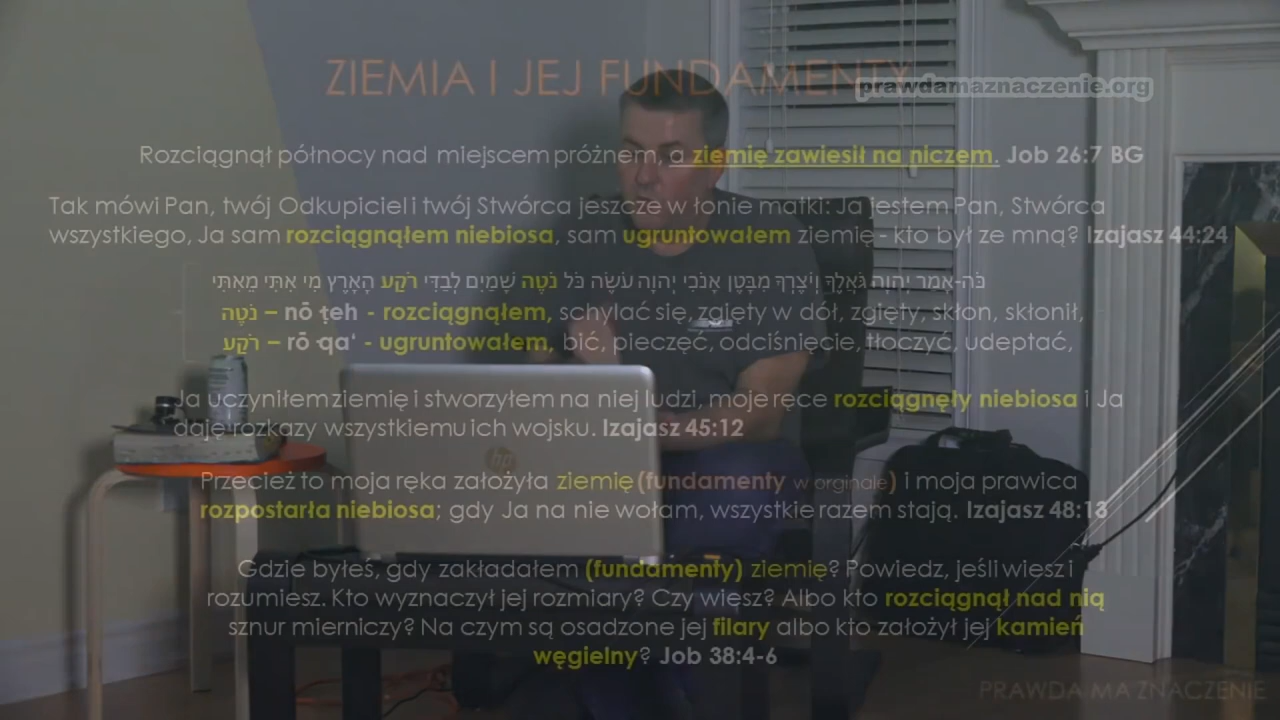 ZIEMIA I JEJ FUNDAMENTY
prawdamaznaczenie.org
Rozciągnął północy nad miejscem próżnem, a ziemię zawiesił na niczem. Job 26:7 BG
Tak mówi Pan, twój Odkupiciel i twój Stwórca jeszcze w łonie matki: Ja jestem Pan, Stwórca
wszystkiego, Ja sam rozciągnąłem niebiosa, sam ugruntowałem ziemię - kto był ze mną? Izajasz 44:24
כֹּה-אָמַר יְהוָה גֹּאֲלֶךָ וְיֹצֶרְךָ מִבָּטֶן אָנֹכִי יְהוָה עֹשֶׂה כֹּל נֹטֶה שָׁמַיִם לְבַדִּי רֹקַע הָאָרֶץ מִי אִתִּי מֵאִתִּי
נֹטֶה – nō ṭeh - rozciągnąłem, schylać się, zgięty w dół, zgięty, skłon, skłonił,
רֹקַע – rō qa' - ugruntowałem, bić, pieczęć, odciśnięcie, tłoczyć, udeptać,
Ja uczyniłem ziemię i stworzyłem na niej ludzi, moje ręce rozciągnęły niebiosa i Ja
daję rozkazy wszystkiemu ich wojsku. Izajasz 45:12
Przecież to moja ręka założyła ziemię (fundamenty w orginale) i moja prawica
rozpostarła niebiosa; gdy Ja na nie wołam, wszystkie razem stają. Izajasz 48:13
Gdzie byłeś, gdy zakładałem (fundamenty) ziemię? Powiedz, jeśli wiesz i
rozumiesz. Kto wyznaczył jej rozmiary? Czy wiesz? Albo kto rozciągnął nad nią
sznur mierniczy? Na czym są osadzone jej filary albo kto założył jej kamień
węgielny? Job 38:4-6
hp
PRAWDA MA ZNACZENIE